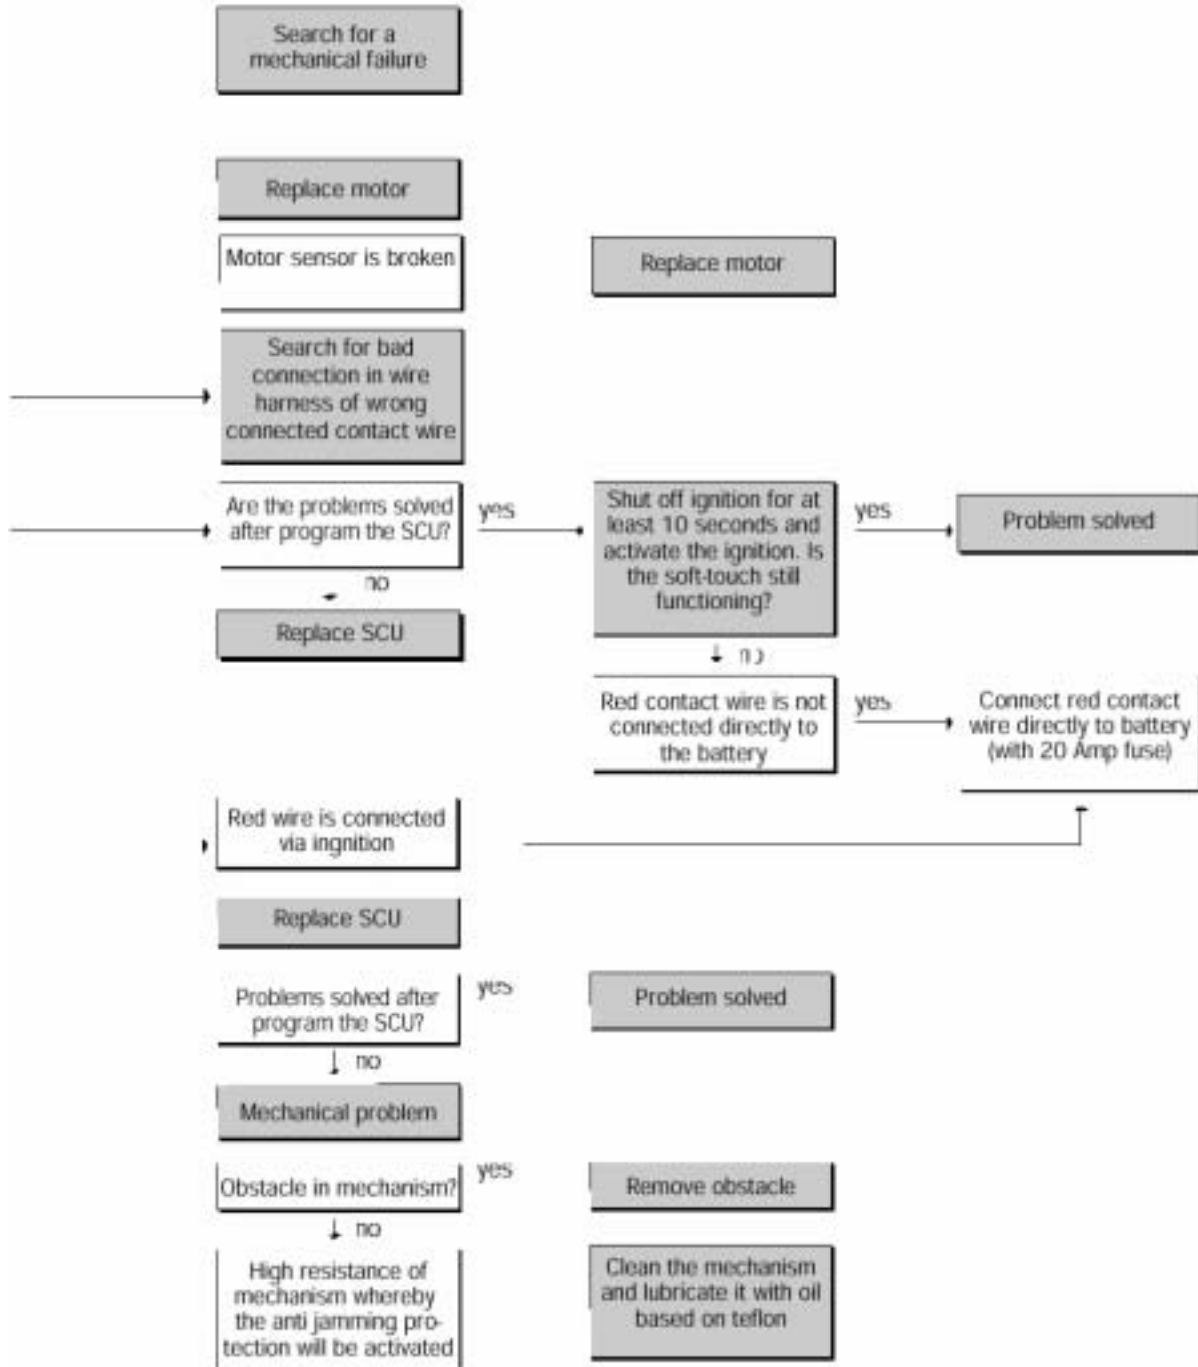 Search for a
mechanical failure
Replace motor
Motor sensor is broken
Replace motor
Search for bad
connection in wire
harness of wrong
connected contact wire
Are the problems solved
after program the SCU?
yes
Shut off ignition for at
least 10 seconds and
activate the ignition. Is
the soft-touch still
functioning?
yes
Problem solved
no
Replace SCU
no
Red contact wire is not
connected directly to
the battery
yes
Connect red contact
wire directly to battery
(with 20 Amp fuse)
Red wire is connected
via ingnition
Replace SCU
Problems solved after
program the SCU?
yes
Problem solved
no
Mechanical problem
Obstacle in mechanism?
yes
Remove obstacle
no
High resistance of
mechanism whereby
the anti jamming pro-
tection will be activated
Clean the mechanism
and lubricate it with oil
based on teflon